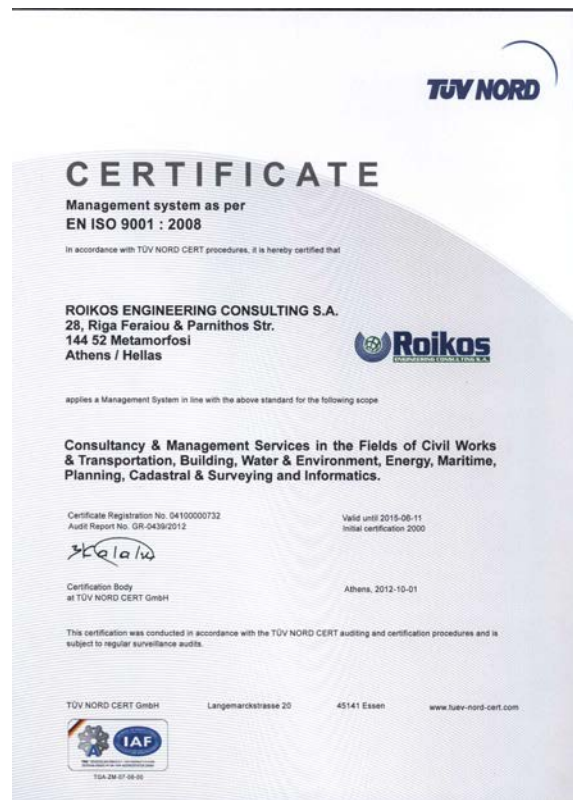 TÜV NORD
CERTIFICATE
Management system as per
EN ISO 9001 : 2008
In accordance with TÜV NORD CERT procedures, it is hereby certified that
ROIKOS ENGINEERING CONSULTING S.A.
28, Riga Feraiou & Parnithos Str.
144 52 Metamorfosi
Athens / Hellas
Roikos
ENGINEERING CONSULTING S.A.
applies a Management System in line with the above standard for the following scope
Consultancy & Management Services in the Fields of Civil Works
& Transportation, Building, Water & Environment, Energy, Maritime,
Planning, Cadastral & Surveying and Informatics.
Certificate Registration No. 04100000732
Audit Report No. GR-0439/2012
Valid until 2015-08-11
Initial certification 2000
Certification Body
at TÜV NORD CERT GmbH
Athens, 2012-10-01
This certification was conducted in accordance with the TÜV NORD CERT auditing and certification procedures and is
subject to regular surveillance audits.
TÜV NORD CERT GmbH Langemarckstrasse 20 45141 Essen www.tuev-nord-cert.com
IAF
TGA-ZM-07-06-00